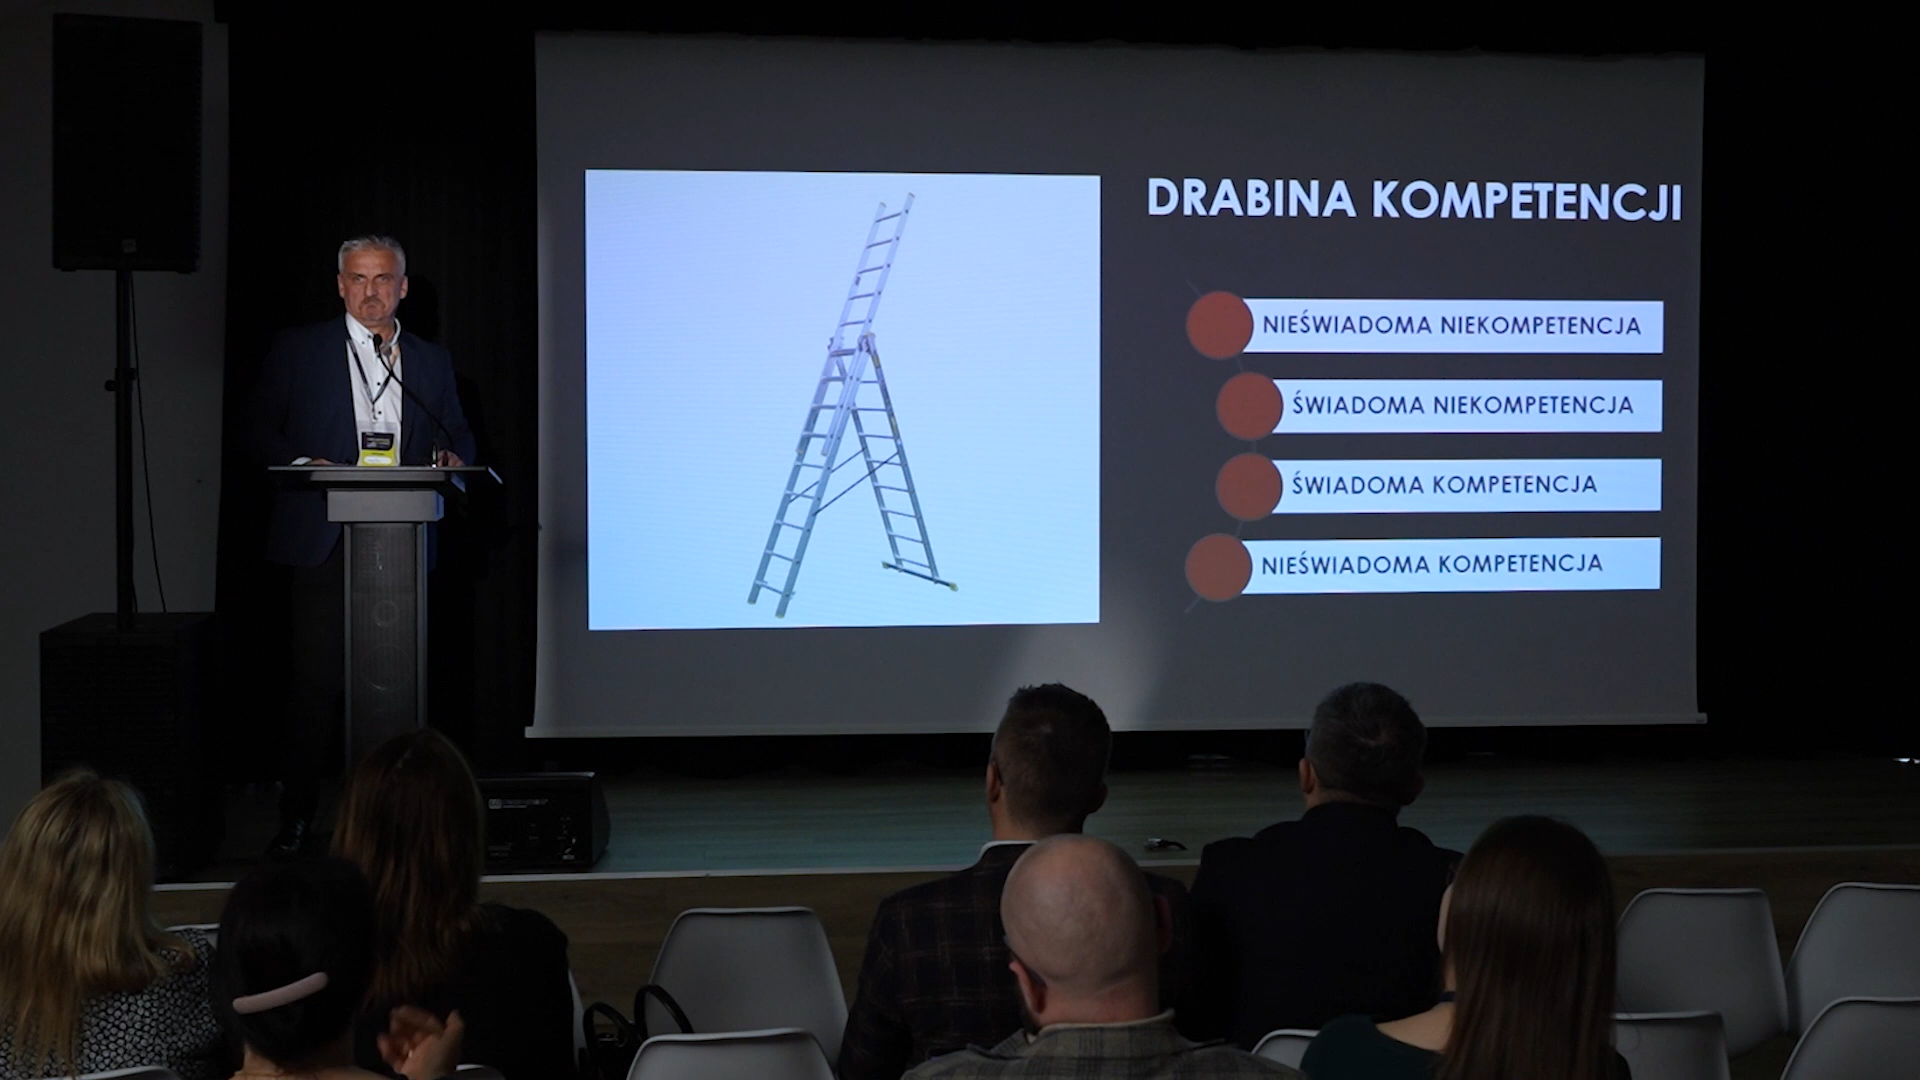 DRABINA KOMPETENCJI
NIEŚWIADOMA NIEKOMPETENCJA
ŚWIADOMA NIEKOMPETENCJA
ŚWIADOMA KOMPETENCJA
NIEŚWIADOMA KOMPETENCJA